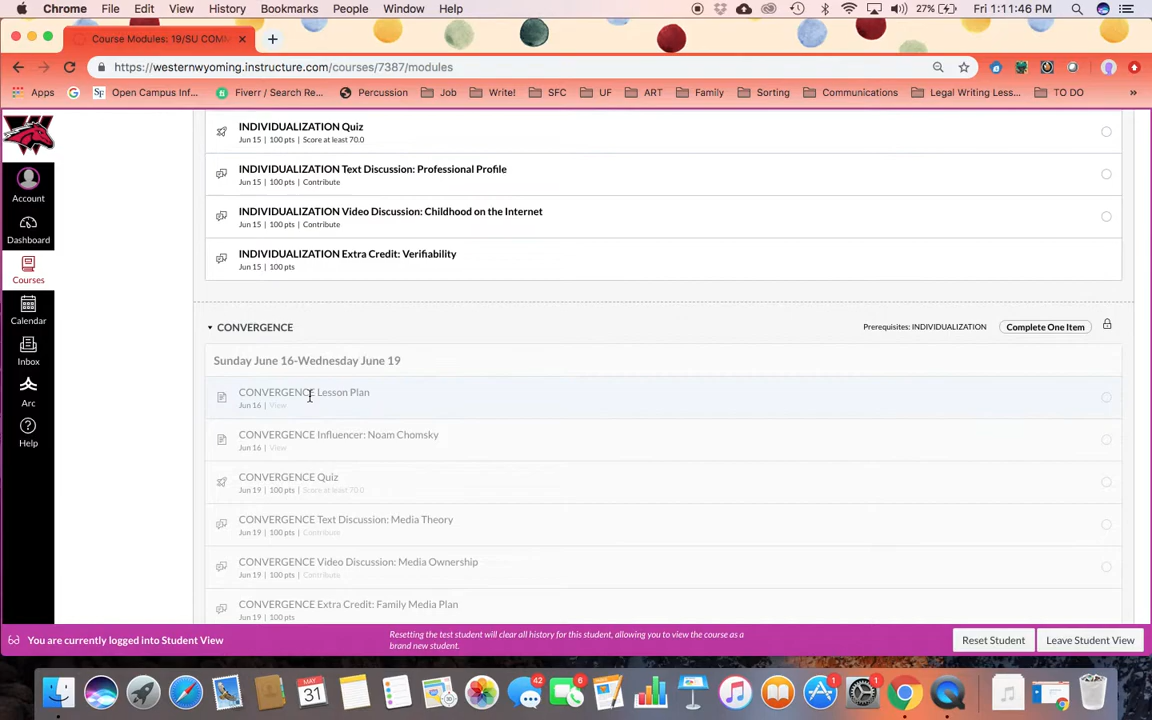 Chrome File Edit View History Bookmarks People Window Help 27% Fri 1:11:46 PM
Course Modules: 19/SU COMM
https://westernwyoming.instructure.com/courses/7387/modules
Apps Open Campus Inf... Fiverr / Search Re... Percussion Job Write! SFC UF ART Family Sorting Communications Legal Writing Less... TO DO »
INDIVIDUALIZATION Quiz
Jun 15 | 100 pts | Score at least 70.0
INDIVIDUALIZATION Text Discussion: Professional Profile
Jun 15 | 100 pts | Contribute
INDIVIDUALIZATION Video Discussion: Childhood on the Internet
Jun 15 | 100 pts | Contribute
INDIVIDUALIZATION Extra Credit: Verifiability
Jun 15 | 100 pts
Account
Dashboard
Courses
Calendar
Inbox
Arc
Help
CONVERGENCE Prerequisites: INDIVIDUALIZATION Complete One Item
Sunday June 16-Wednesday June 19
CONVERGENCE Lesson Plan
Jun 16 | View
CONVERGENCE Influencer: Noam Chomsky
Jun 16 | View
CONVERGENCE Quiz
Jun 19 | 100 pts | Score at least 70.0
CONVERGENCE Text Discussion: Media Theory
Jun 19 | 100 pts | Contribute
CONVERGENCE Video Discussion: Media Ownership
Jun 19 | 100 pts | Contribute
CONVERGENCE Extra Credit: Family Media Plan
Jun 19 | 100 pts
You are currently logged into Student View
Resetting the test student will clear all history for this student, allowing you to view the course as a
brand new student.
Reset Student Leave Student View
MAY
31
42
6
1
1